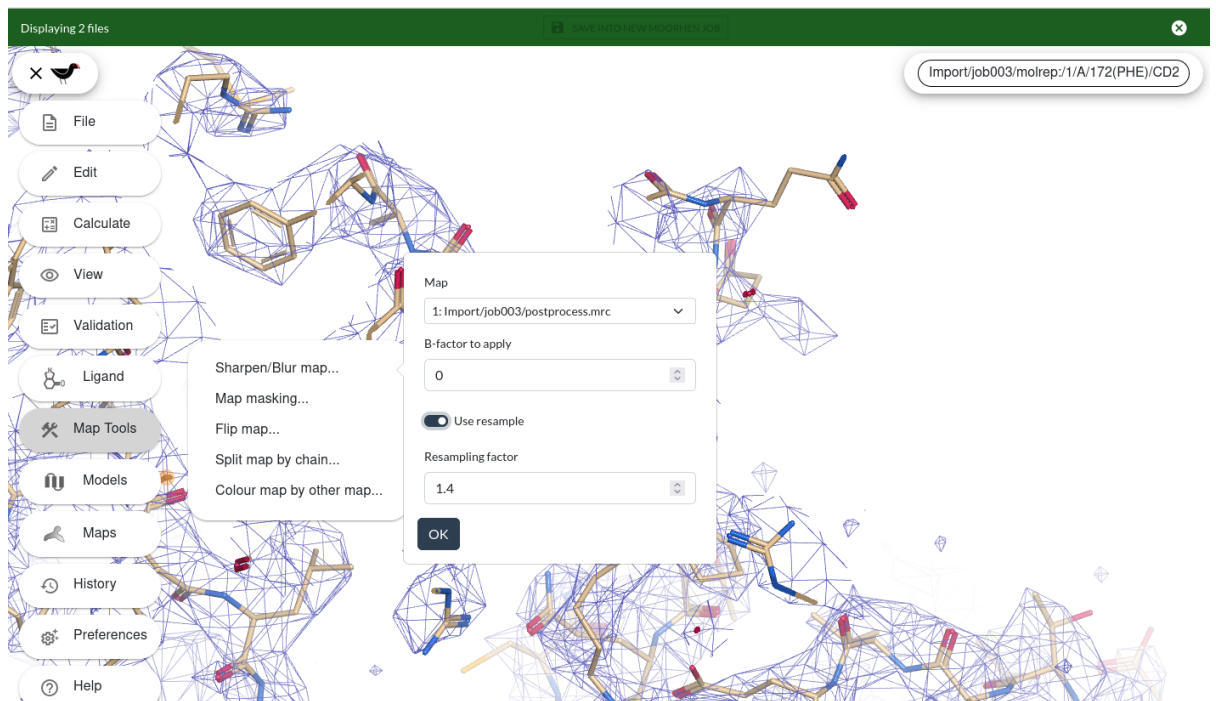 Displaying 2 files
SAVE INTO NEW MOORHEN JOB
Import/job003/molrep:/1/A/172(PHE)/CD2
File
Edit
Calculate
View
Validation
Ligand
Map Tools
Models
Maps
History
Preferences
Help
Sharpen/Blur map...
Map masking...
Flip map...
Split map by chain...
Colour map by other map...
Map
1: Import/job003/postprocess.mrc
B-factor to apply
0
Use resample
Resampling factor
1.4
OK